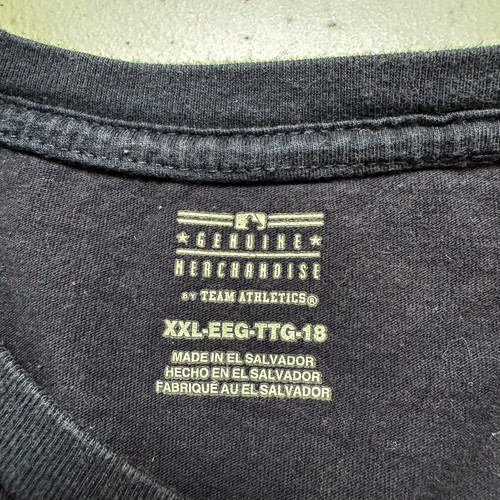 GENUINE
MERCHANDISE
BY TEAM ATHLETICS®
XXL-EEG-TTG-18
MADE IN EL SALVADOR
HECHO EN EL SALVADOR
FABRIQUÉ AU EL SALVADOR